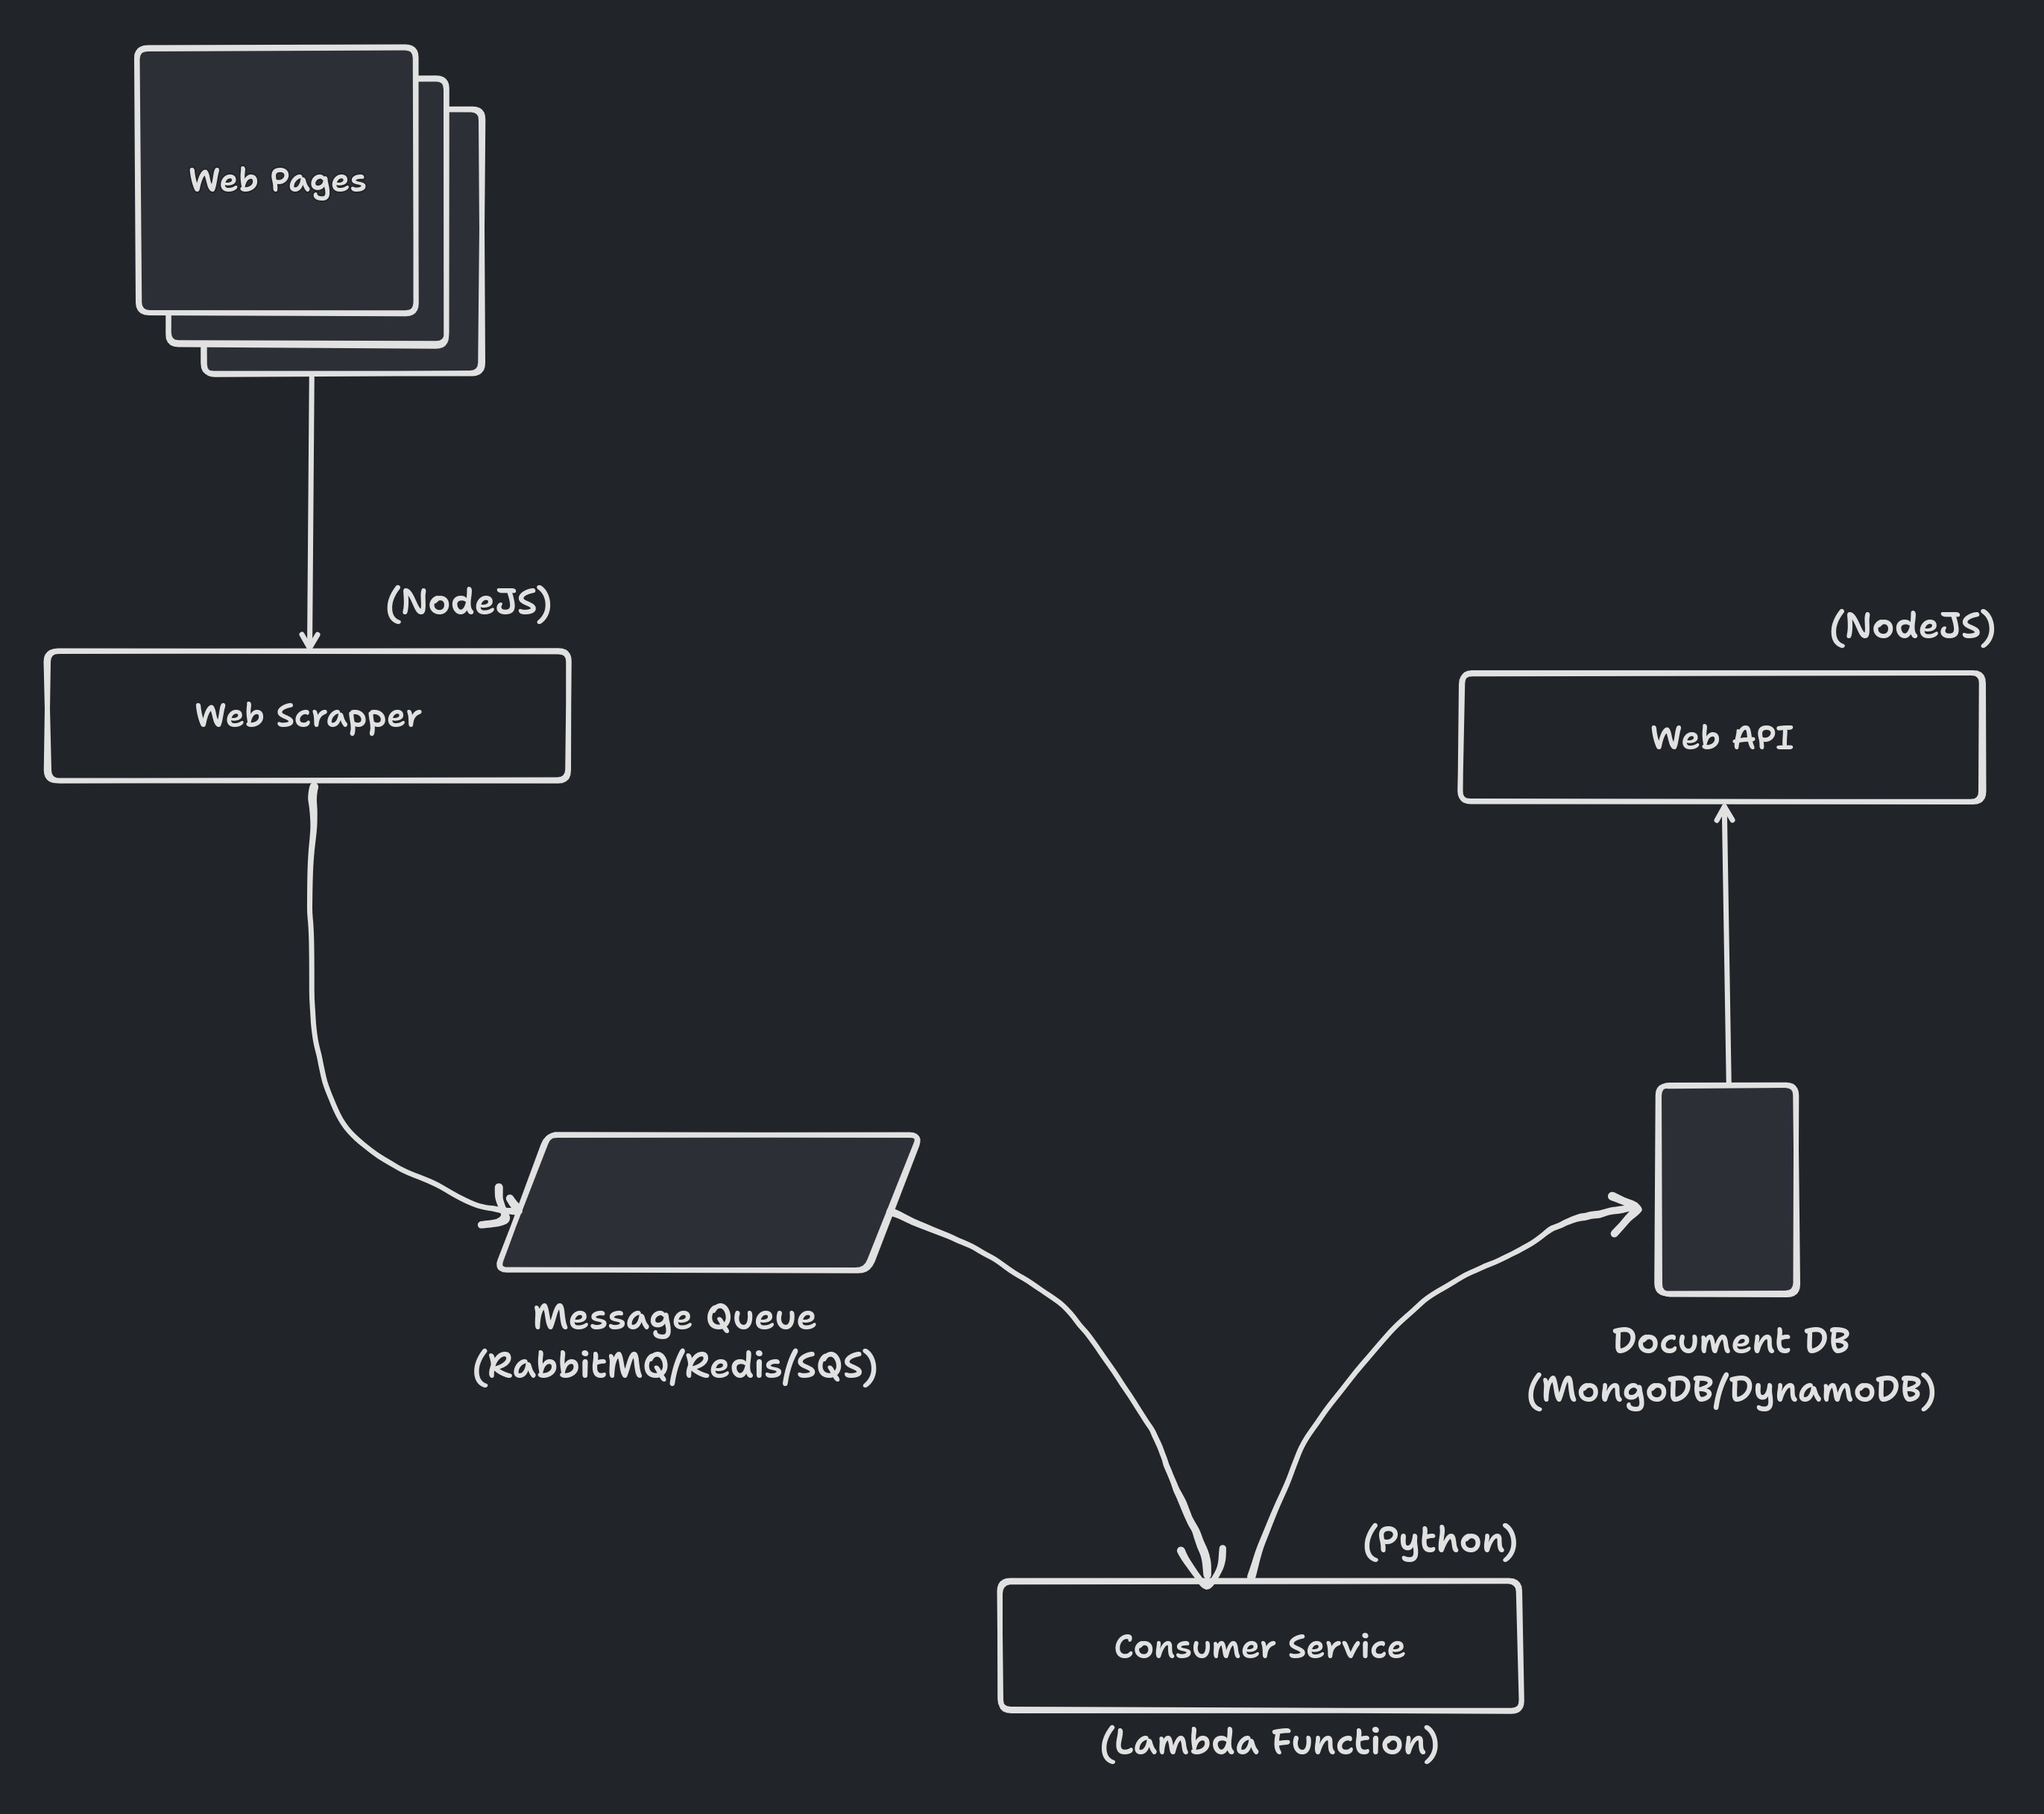 Web Pages
(NodeJS)
Web Scrapper
(NodeJS)
Web API
Message Queue
(RabbitMQ/Redis/SQS)
Document DB
(MongoDB/DynamoDB)
(Python)
Consumer Service
(Lambda Function)